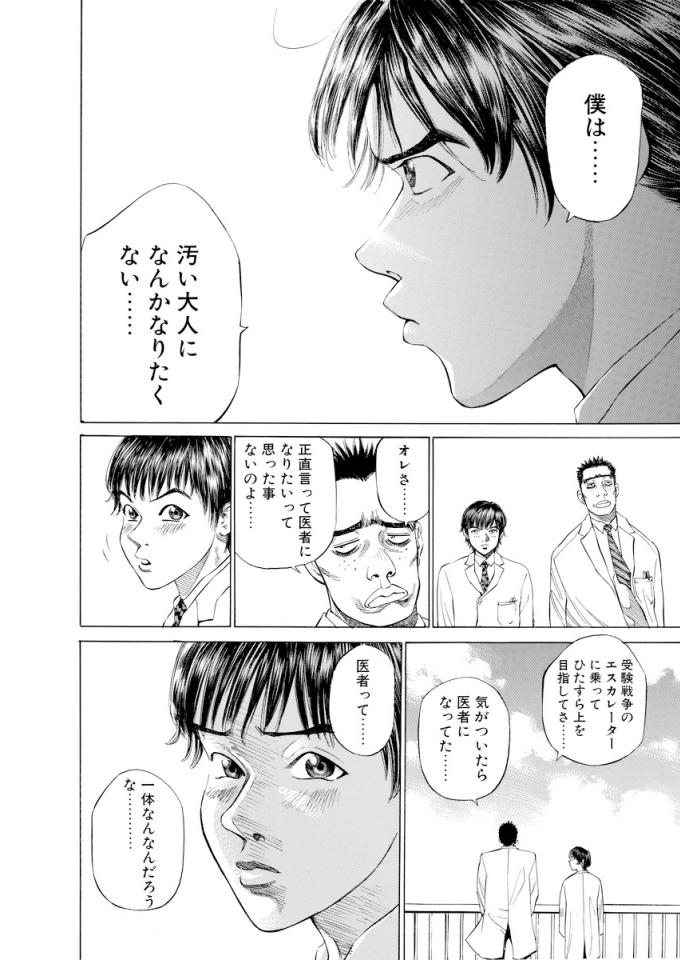 僕は……
汚い大人に
なんかなりたく
ない……
オレさ……
正直言って医者に
なりたいって
思った事
ないのよ……
受験戦争の
エスカレーター
に乗って
ひたすら上を
目指してさ……
気がついたら
医者に
なってた……
医者って……
一体なんなんだろう
な…………